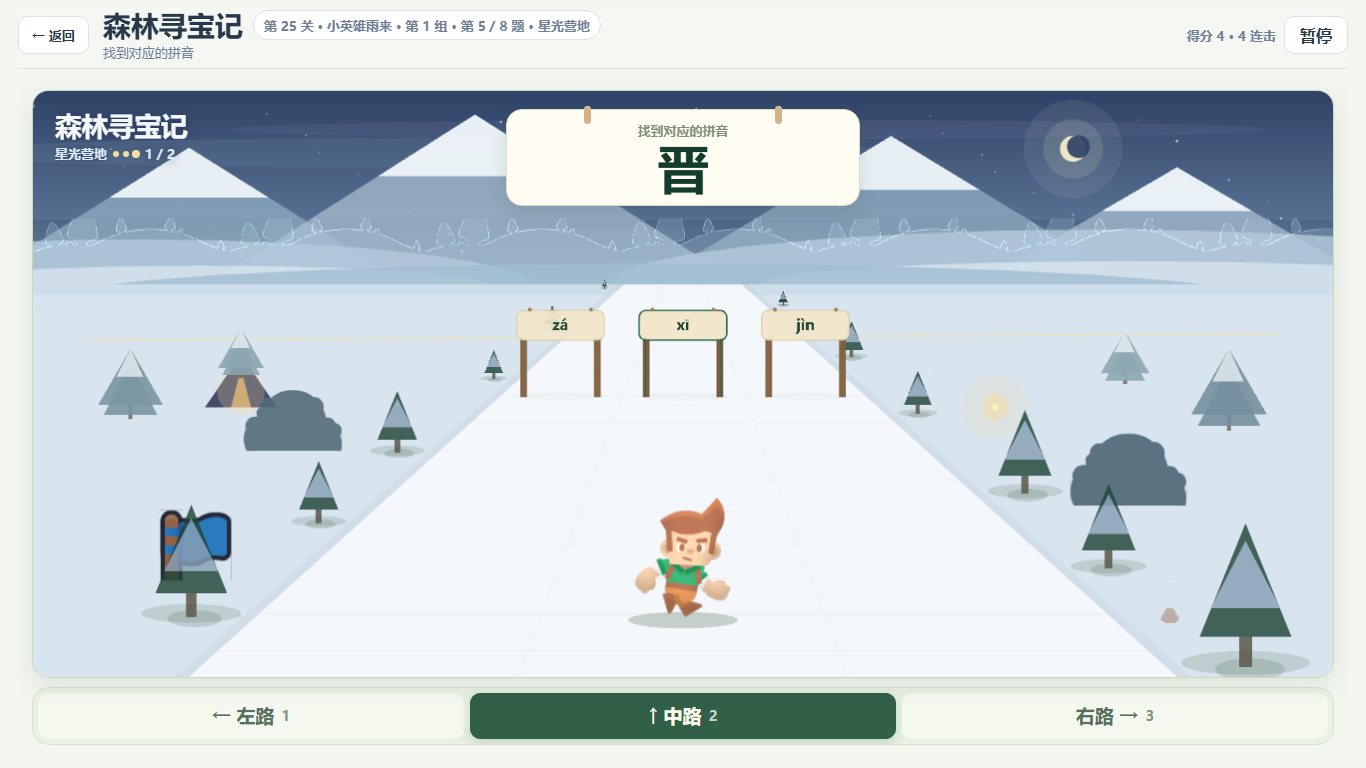 ← 返回
森林寻宝记
第 25 关 • 小英雄雨来 • 第 1 组 • 第 5 / 8 题 • 星光营地
找到对应的拼音
得分 4 • 4 连击
暂停
森林寻宝记
星光营地 1 / 2
找到对应的拼音
晋
zá
xī
jìn
← 左路 1
↑ 中路 2
右路 → 3